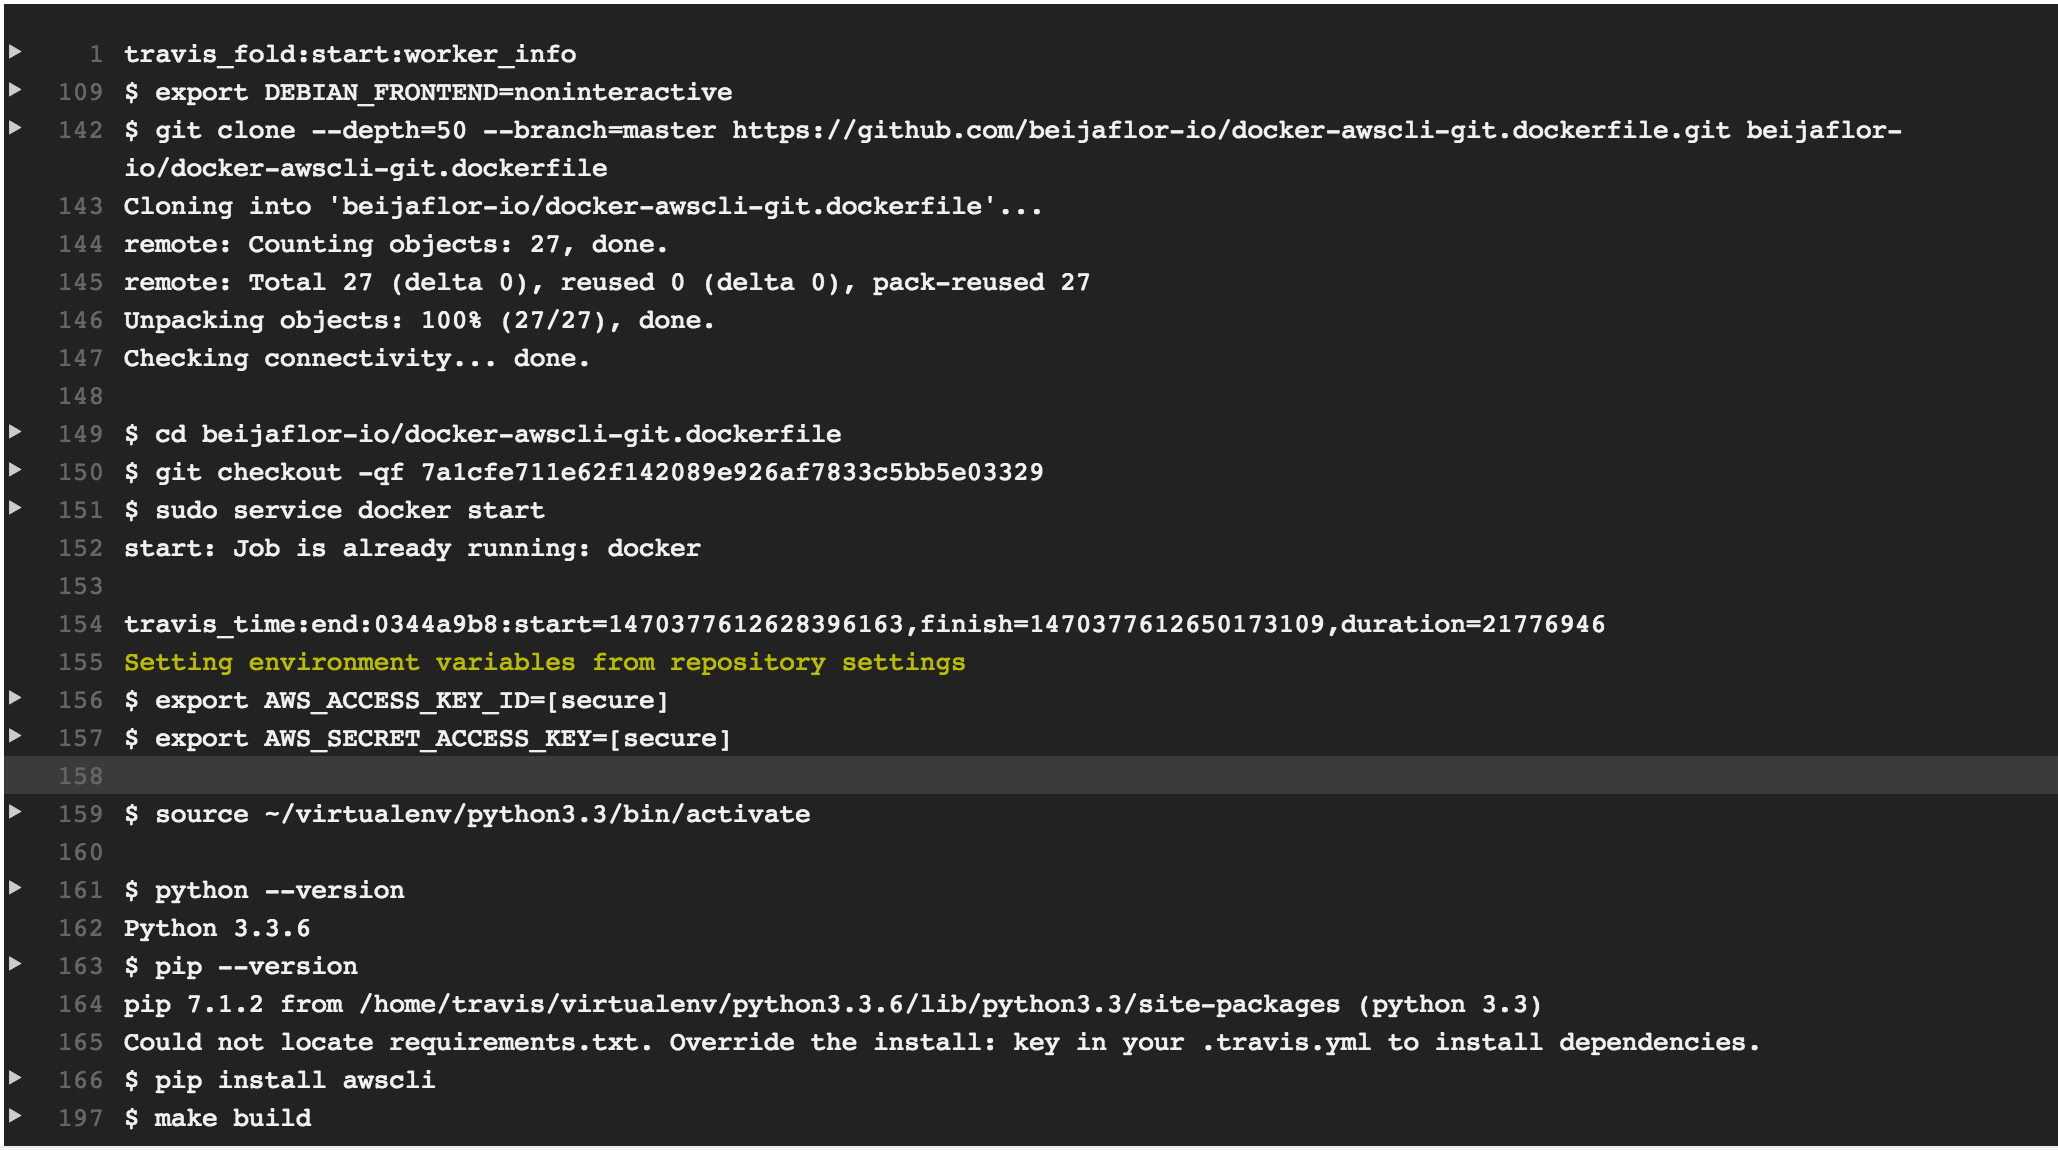 1 travis_fold:start:worker_info
109 $ export DEBIAN_FRONTEND=noninteractive
142 $ git clone --depth=50 --branch=master https://github.com/beijaflor-io/docker-awscli-git.dockerfile.git beijaflor-
io/docker-awscli-git.dockerfile
143 Cloning into 'beijaflor-io/docker-awscli-git.dockerfile'...
144 remote: Counting objects: 27, done.
145 remote: Total 27 (delta 0), reused 0 (delta 0), pack-reused 27
146 Unpacking objects: 100% (27/27), done.
147 Checking connectivity... done.
148
149 $ cd beijaflor-io/docker-awscli-git.dockerfile
150 $ git checkout -qf 7a1cfe711e62f142089e926af7833c5bb5e03329
151 $ sudo service docker start
152 start: Job is already running: docker
153
154 travis_time:end:0344a9b8:start=1470377612628396163,finish=1470377612650173109,duration=21776946
155 Setting environment variables from repository settings
156 $ export AWS_ACCESS_KEY_ID=[secure]
157 $ export AWS_SECRET_ACCESS_KEY=[secure]
158
159 $ source ~/virtualenv/python3.3/bin/activate
160
161 $ python --version
162 Python 3.3.6
163 $ pip --version
164 pip 7.1.2 from /home/travis/virtualenv/python3.3.6/lib/python3.3/site-packages (python 3.3)
165 Could not locate requirements.txt. Override the install: key in your .travis.yml to install dependencies.
166 $ pip install awscli
197 $ make build